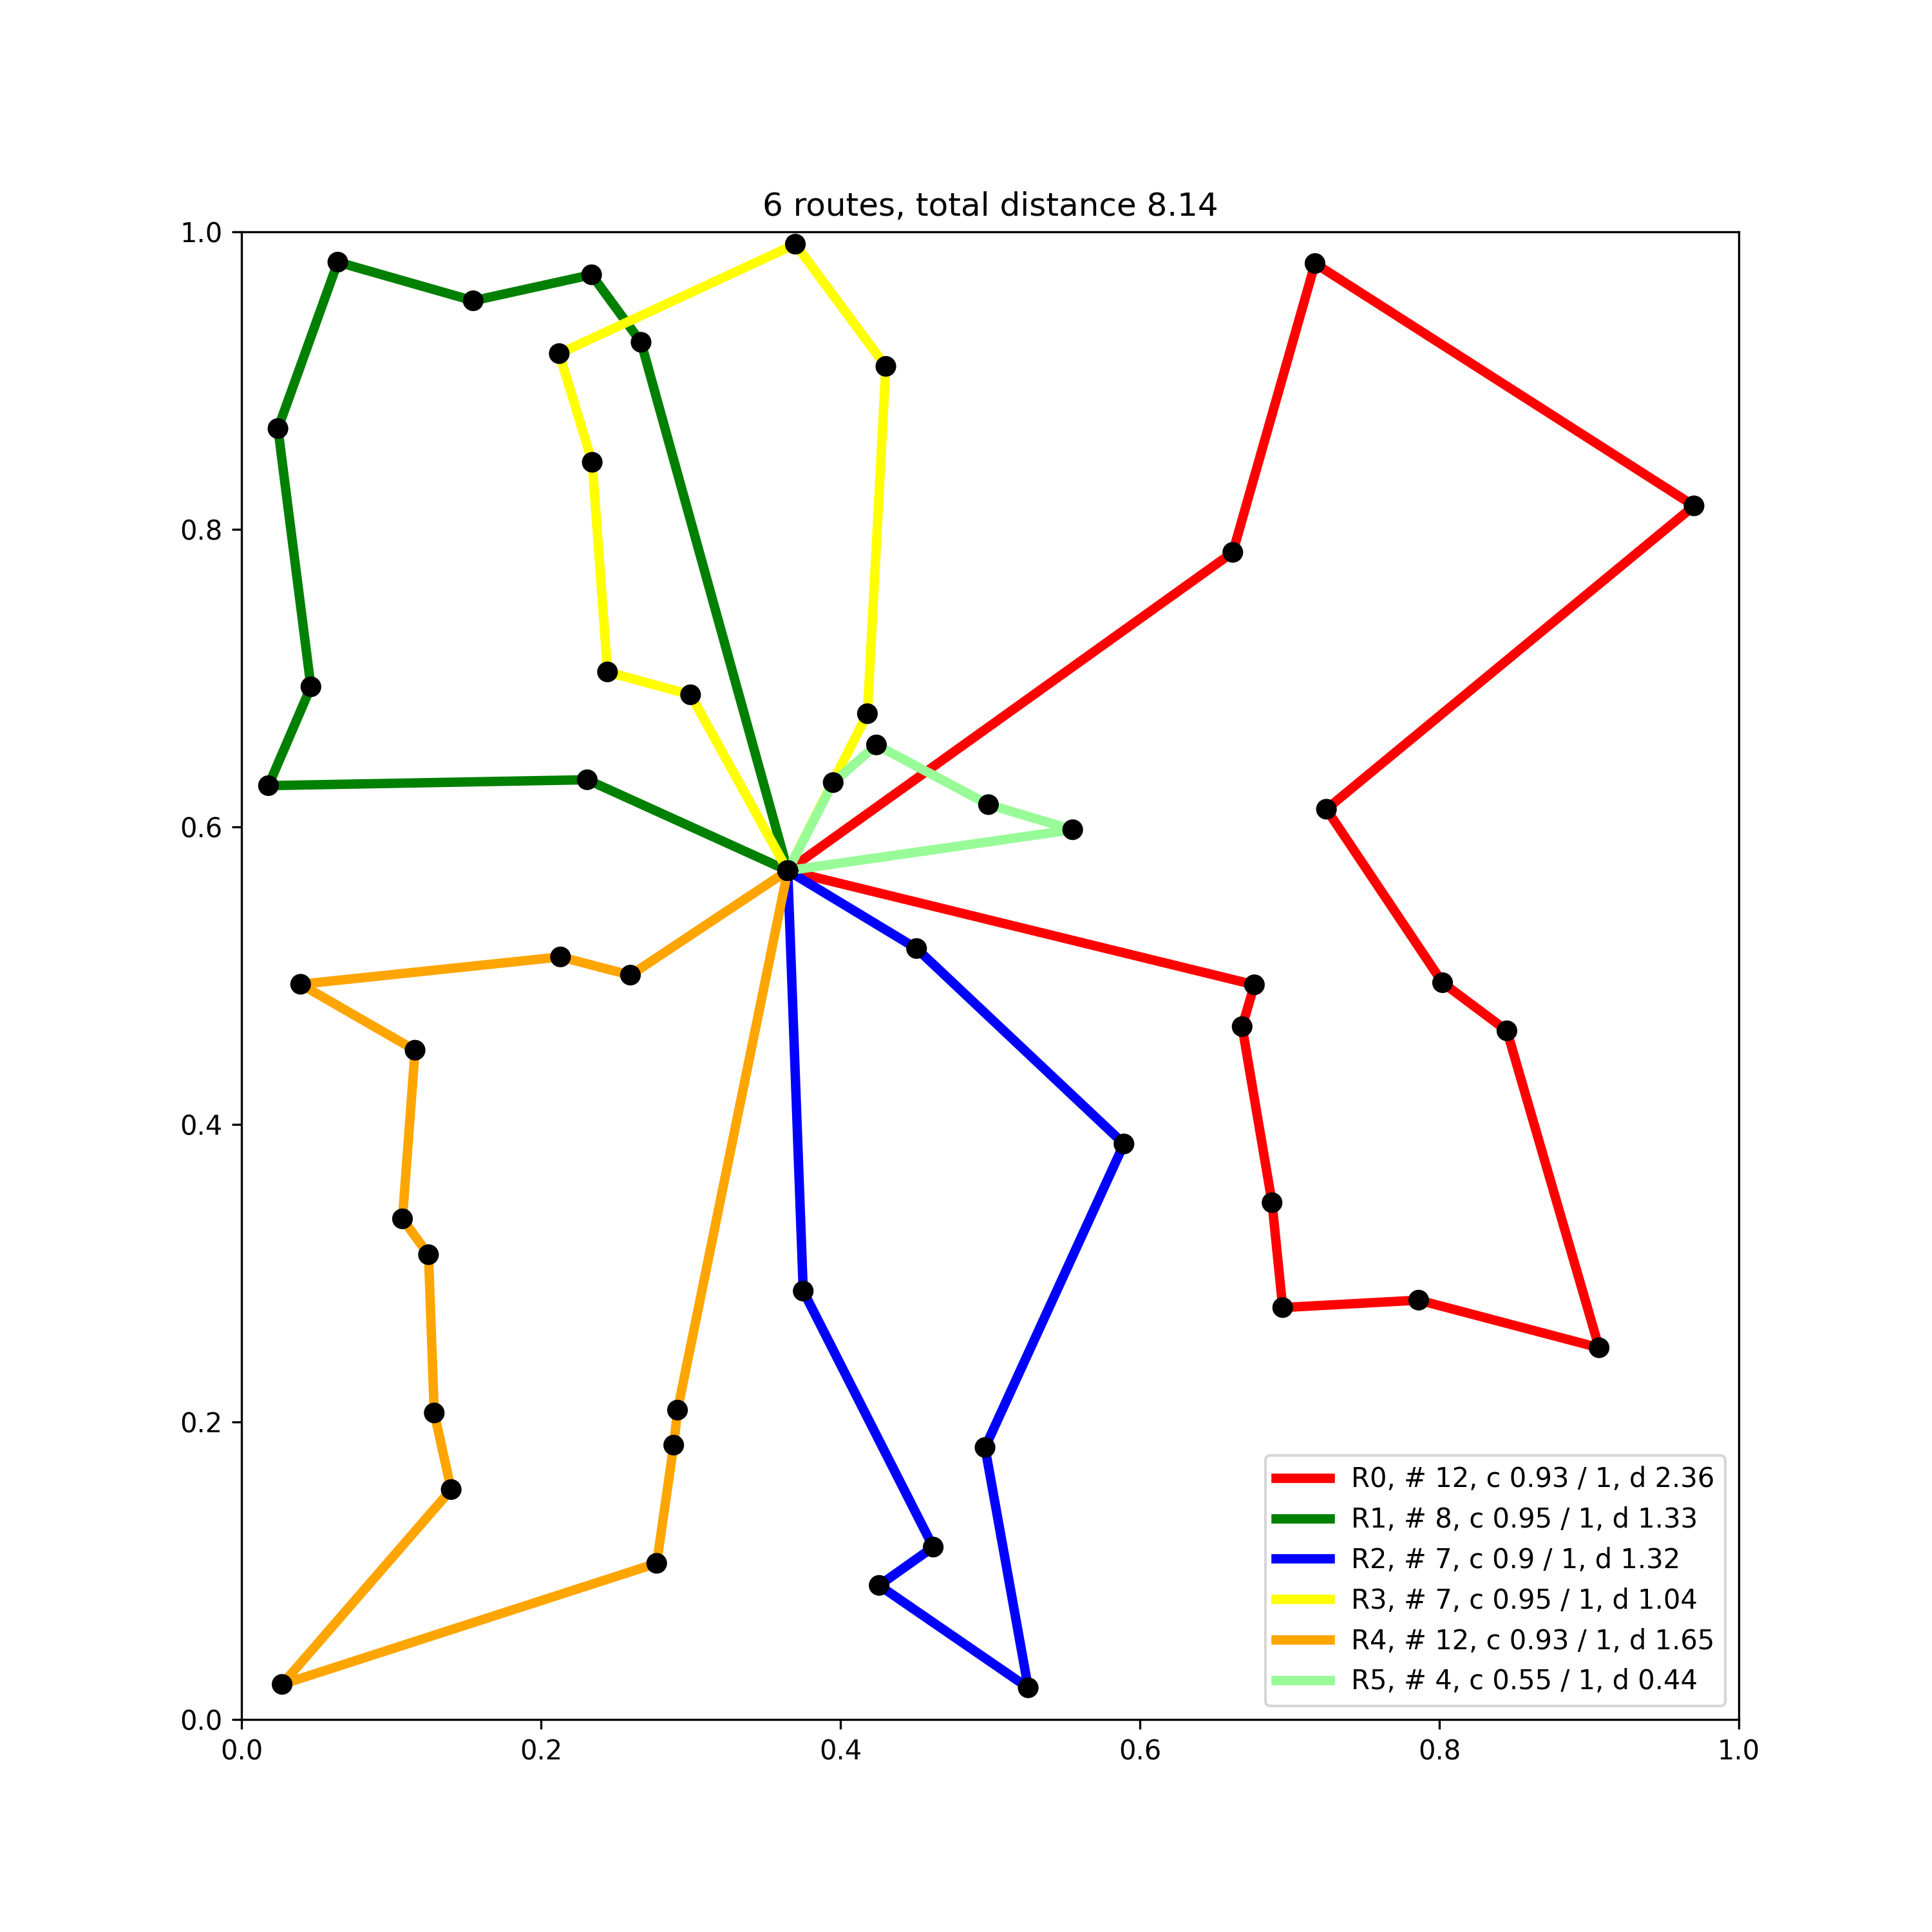 6 routes, total distance 8.14
1.0
0.8
0.6
0.4
0.2
0.0
R0, # 12, c 0.93 / 1, d 2.36
R1, # 8, c 0.95 / 1, d 1.33
R2, # 7, c 0.9 / 1, d 1.32
R3, # 7, c 0.95 / 1, d 1.04
R4, # 12, c 0.93 / 1, d 1.65
R5, # 4, c 0.55 / 1, d 0.44
0.0 0.2 0.4 0.6 0.8 1.0